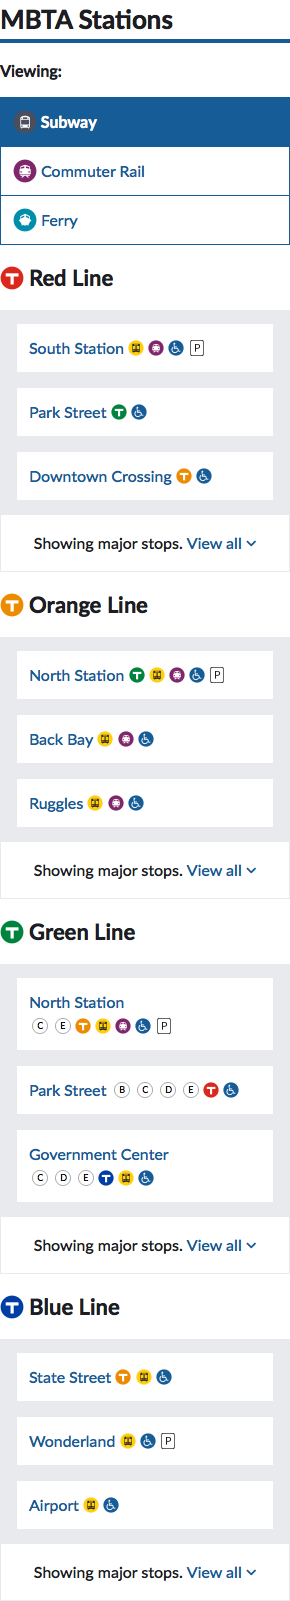 MBTA Stations
Viewing:
Subway
Commuter Rail
Ferry
T Red Line
South Station P
Park Street T
Downtown Crossing T
Showing major stops. View all
T Orange Line
North Station T P
Back Bay
Ruggles
Showing major stops. View all
T Green Line
North Station
C E T P
Park Street B C D E T
Government Center
C D E T
Showing major stops. View all
T Blue Line
State Street T
Wonderland P
Airport
Showing major stops. View all